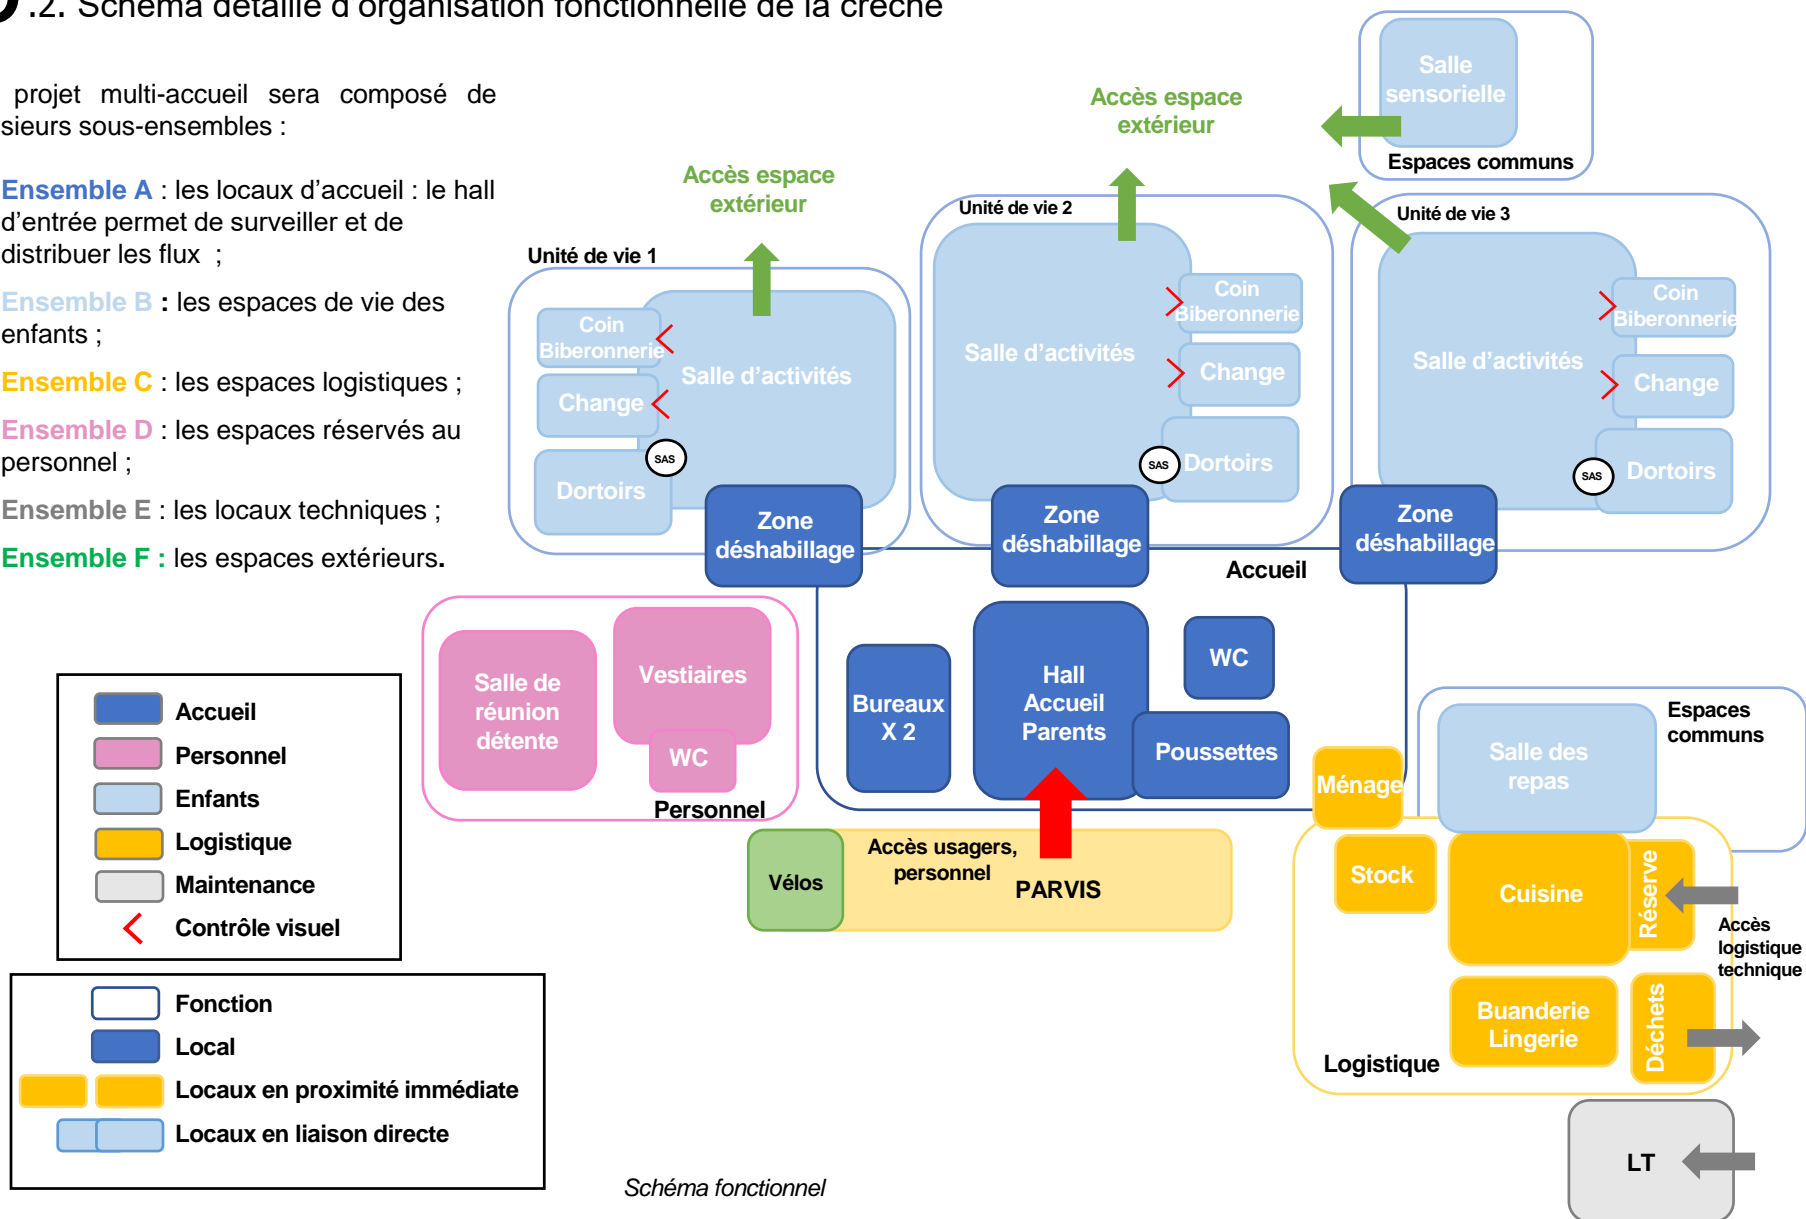 .2. Schéma détaillé d'organisation fonctionnelle de la crèche
projet multi-accueil sera composé de
sieurs sous-ensembles :
Ensemble A : les locaux d'accueil : le hall
d'entrée permet de surveiller et de
distribuer les flux ;
Ensemble B : les espaces de vie des
enfants ;
Ensemble C : les espaces logistiques ;
Ensemble D : les espaces réservés au
personnel ;
Ensemble E : les locaux techniques ;
Ensemble F : les espaces extérieurs.
Salle
sensorielle
Espaces communs
Accès espace
extérieur
Accès espace
extérieur
Unité de vie 1
Coin
Biberonnerie
Change
Dortoirs
SAS
Salle d'activités
Zone
déshabillage
Unité de vie 2
Salle d'activités
Coin
Biberonnerie
Change
SAS
Dortoirs
Zone
déshabillage
Unité de vie 3
Salle d'activités
Coin
Biberonnerie
Change
SAS
Dortoirs
Zone
déshabillage
Accueil
Salle de
réunion
détente
Vestiaires
WC
Personnel
Bureaux
X 2
Hall
Accueil
Parents
WC
Poussettes
Vélos
Accès usagers,
personnel
PARVIS
Espaces
communs
Salle des
repas
Ménage
Stock
Cuisine
Réserve
Accès
logistique
technique
Buanderie
Lingerie
Déchets
Logistique
LT
Accueil
Personnel
Enfants
Logistique
Maintenance
Contrôle visuel
Fonction
Local
Locaux en proximité immédiate
Locaux en liaison directe
Schéma fonctionnel